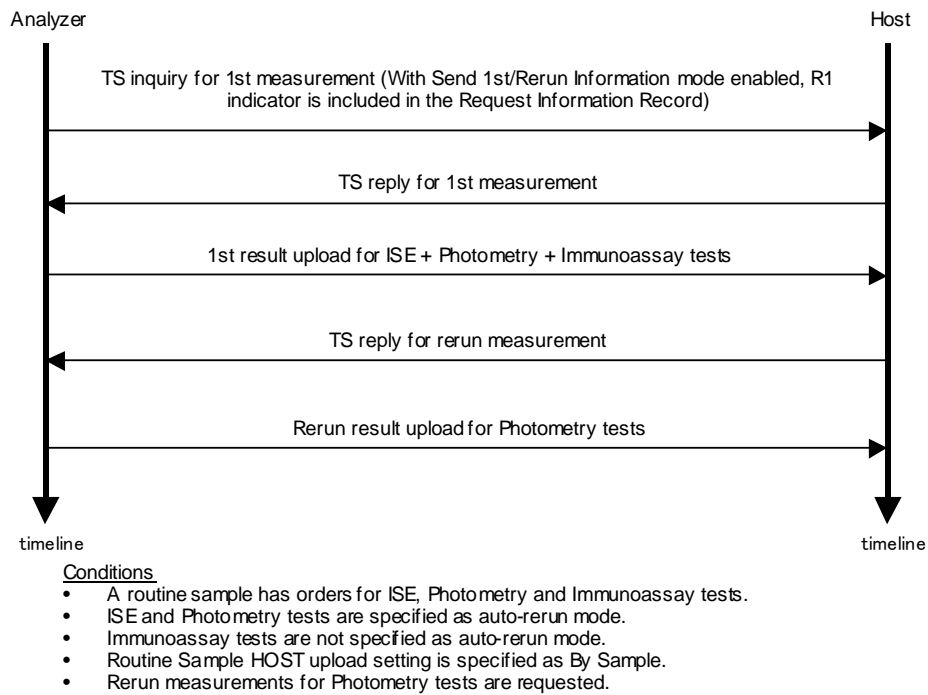 Analyzer
Host
TS inquiry for 1st measurement (With Send 1st/Rerun Information mode enabled, R1
indicator is included in the Request Information Record)
TS reply for 1st measurement
1st result upload for ISE + Photometry + Immunoassay tests
TS reply for rerun measurement
Rerun result upload for Photometry tests
timeline
timeline
Conditions
• A routine sample has orders for ISE, Photometry and Immunoassay tests.
• ISE and Photometry tests are specified as auto-rerun mode.
• Immunoassay tests are not specified as auto-rerun mode.
• Routine Sample HOST upload setting is specified as By Sample.
• Rerun measurements for Photometry tests are requested.